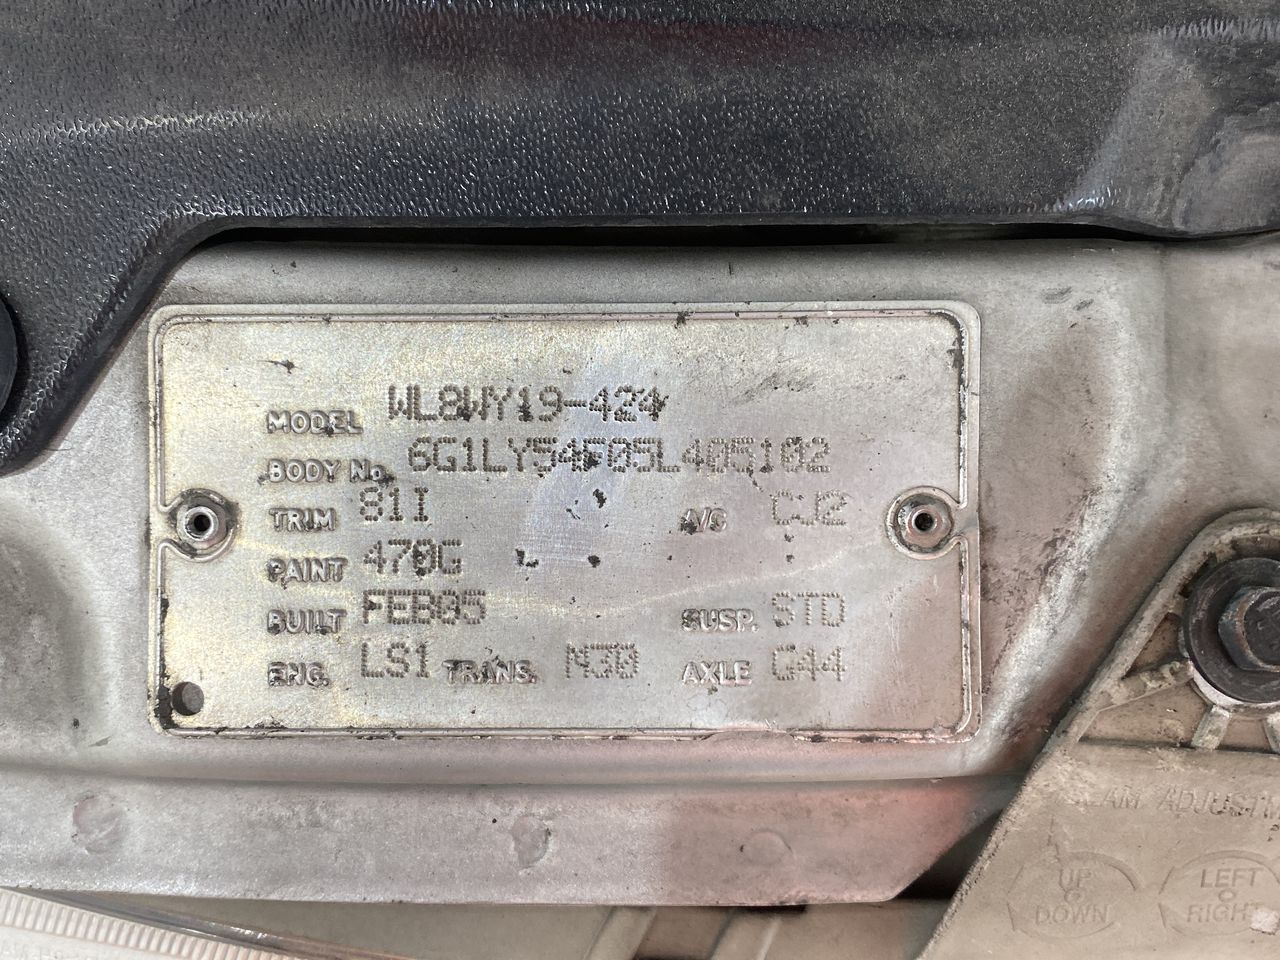 MODEL WL8WY19-424
BODY No. 6G1LY54F05L405102
TRIM 81I A/C CJ2
PAINT 470G
BUILT FEB05 SUSP. STD
ENG. LS1 TRANS. M30 AXLE G44
UP
DOWN
LEFT
RIGHT